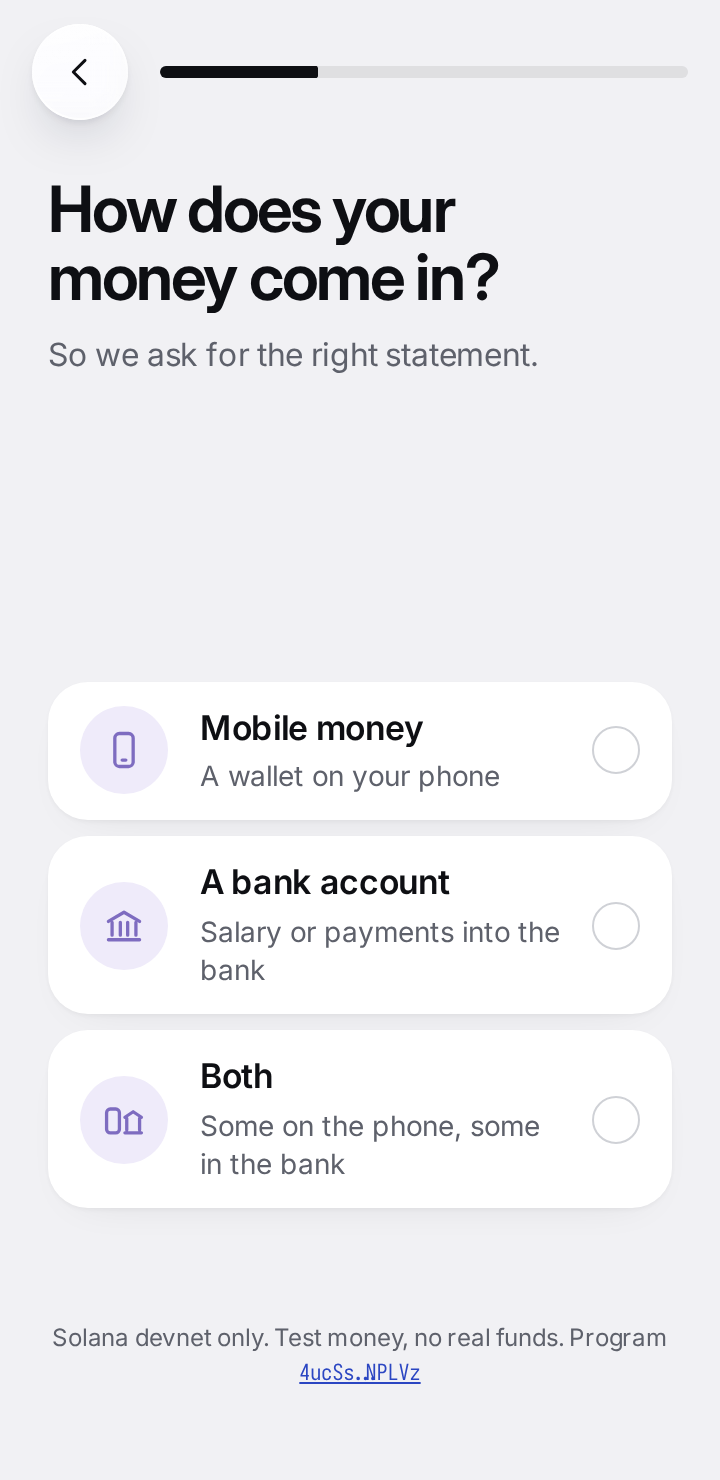 How does your
money come in?
So we ask for the right statement.
Mobile money
A wallet on your phone
A bank account
Salary or payments into the
bank
Both
Some on the phone, some
in the bank
Solana devnet only. Test money, no real funds. Program
4ucSs…NPLVz